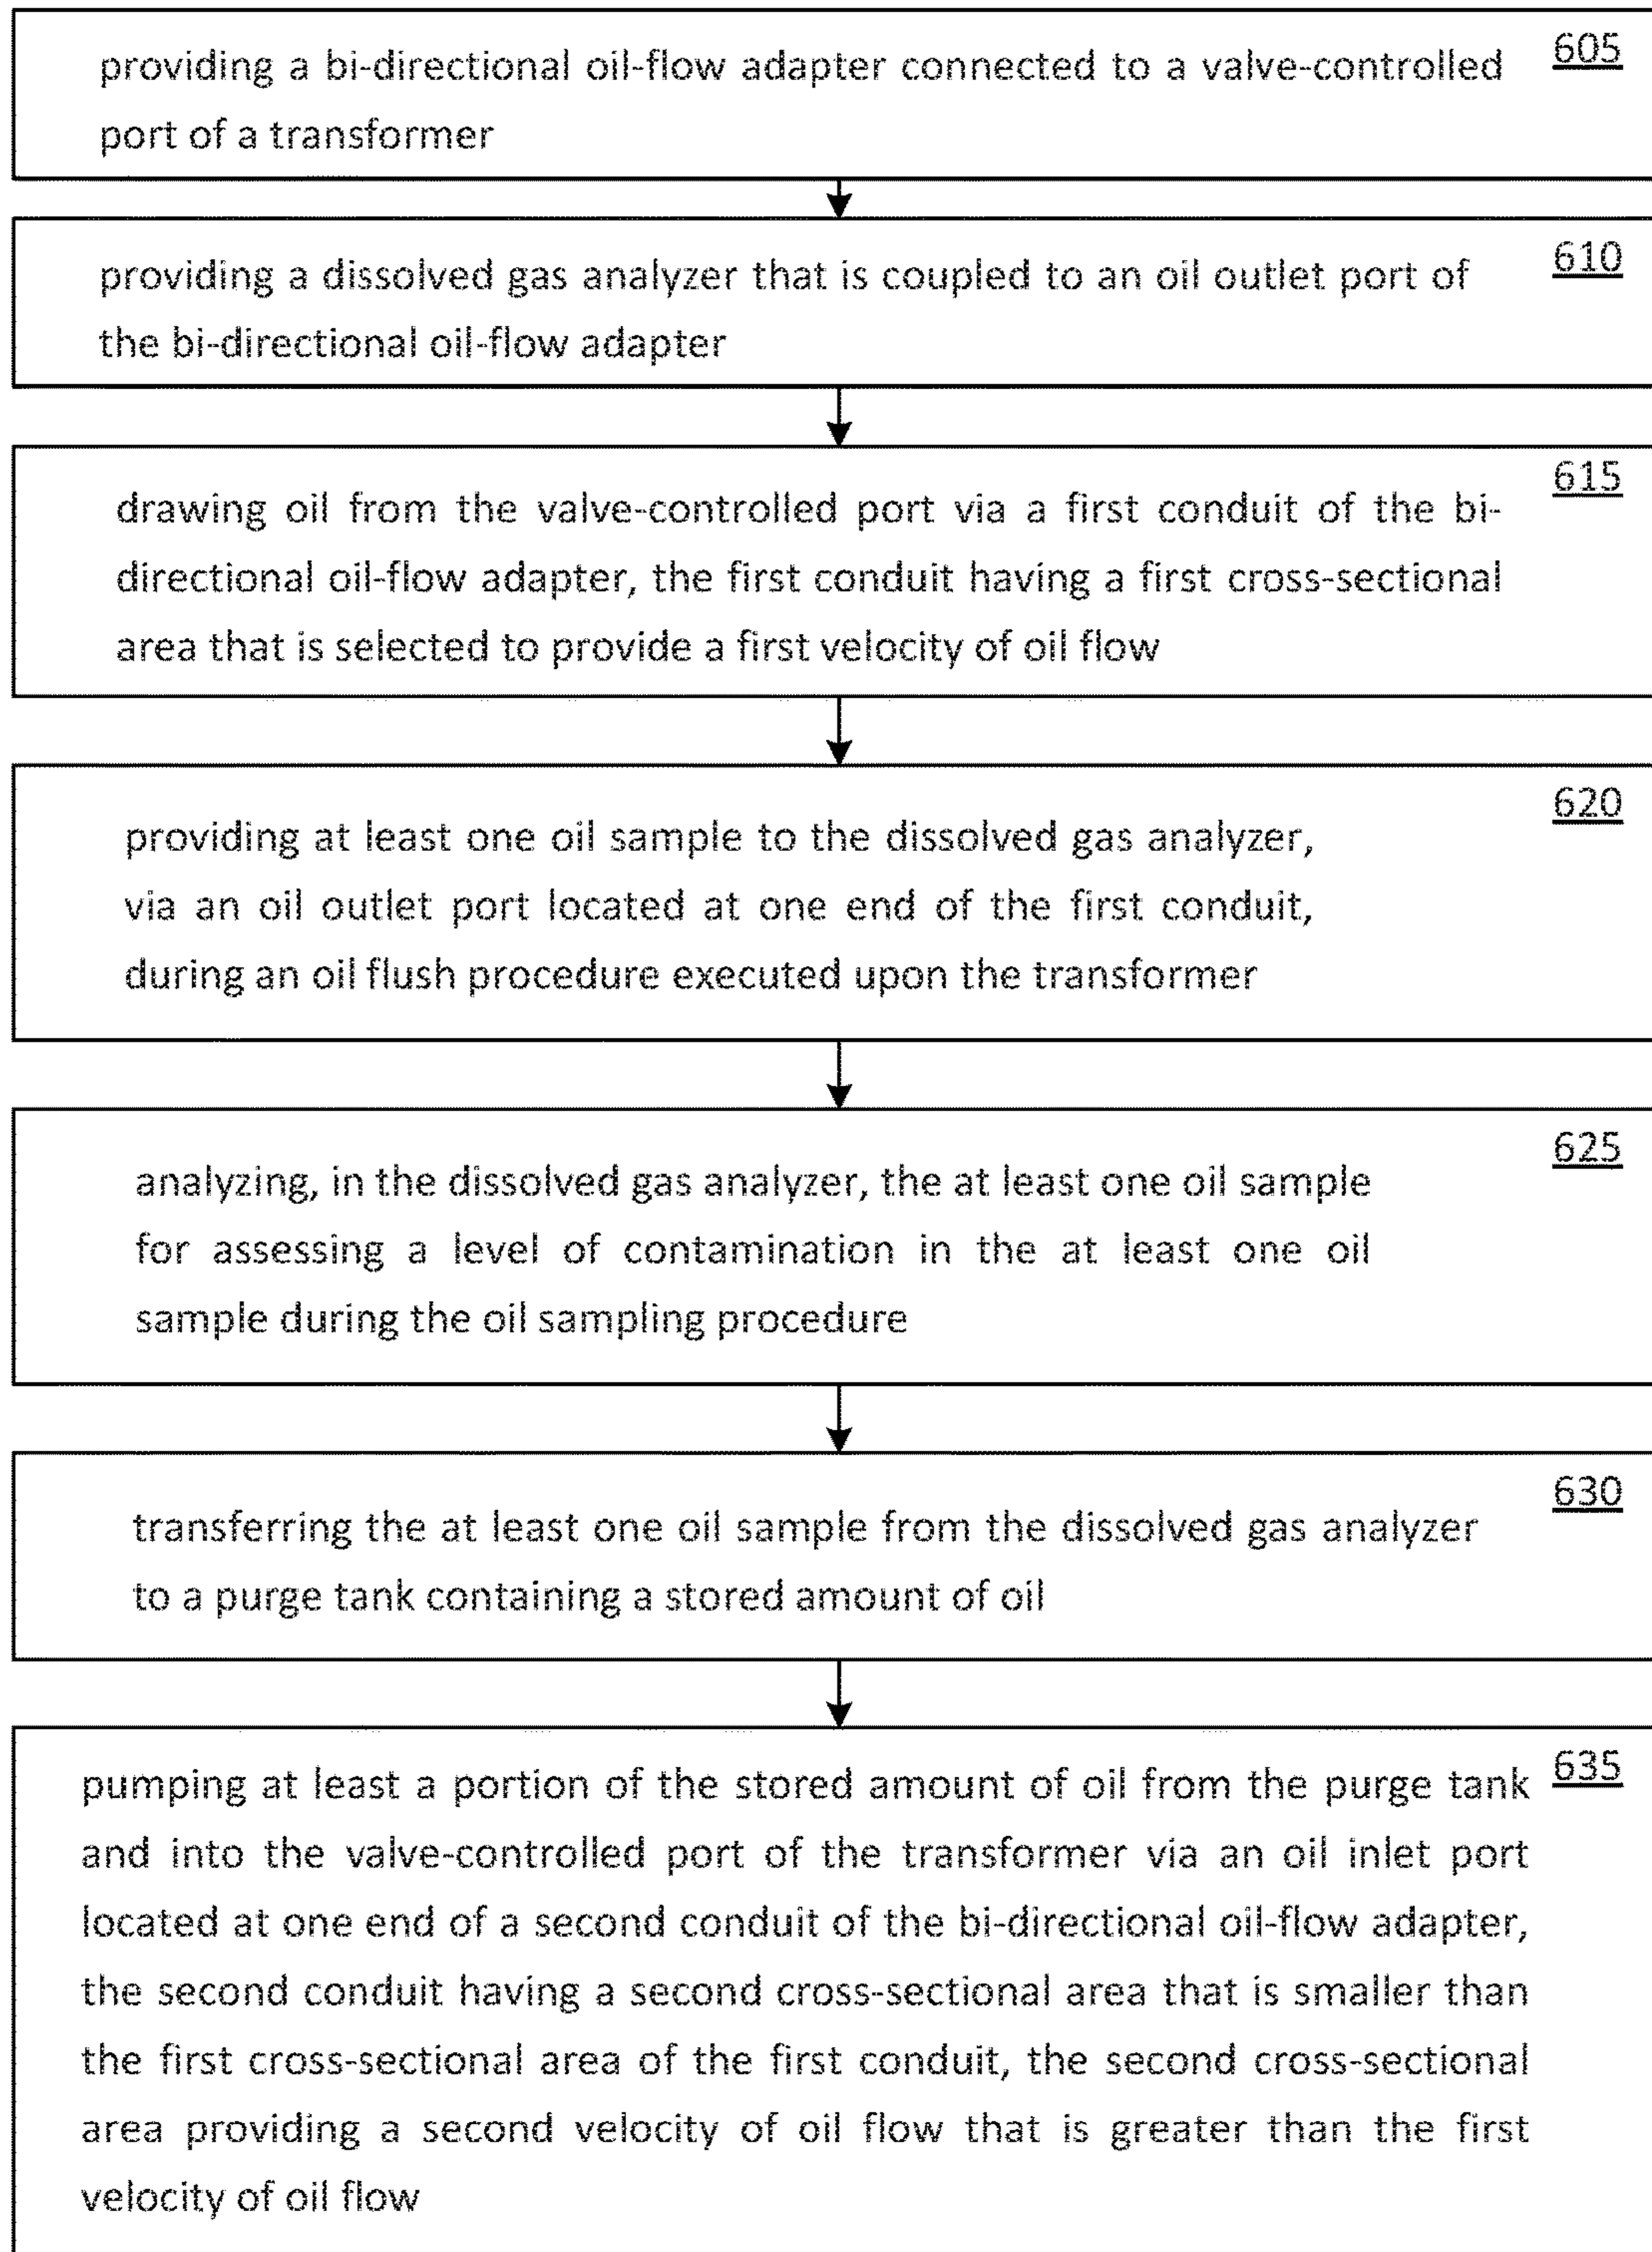 605
providing a bi-directional oil-flow adapter connected to a valve-controlled
port of a transformer
610
providing a dissolved gas analyzer that is coupled to an oil outlet port of
the bi-directional oil-flow adapter
615
drawing oil from the valve-controlled port via a first conduit of the bi-
directional oil-flow adapter, the first conduit having a first cross-sectional
area that is selected to provide a first velocity of oil flow
620
providing at least one oil sample to the dissolved gas analyzer,
via an oil outlet port located at one end of the first conduit,
during an oil flush procedure executed upon the transformer
625
analyzing, in the dissolved gas analyzer, the at least one oil sample
for assessing a level of contamination in the at least one oil
sample during the oil sampling procedure
630
transferring the at least one oil sample from the dissolved gas analyzer
to a purge tank containing a stored amount of oil
635
pumping at least a portion of the stored amount of oil from the purge tank
and into the valve-controlled port of the transformer via an oil inlet port
located at one end of a second conduit of the bi-directional oil-flow adapter,
the second conduit having a second cross-sectional area that is smaller than
the first cross-sectional area of the first conduit, the second cross-sectional
area providing a second velocity of oil flow that is greater than the first
velocity of oil flow